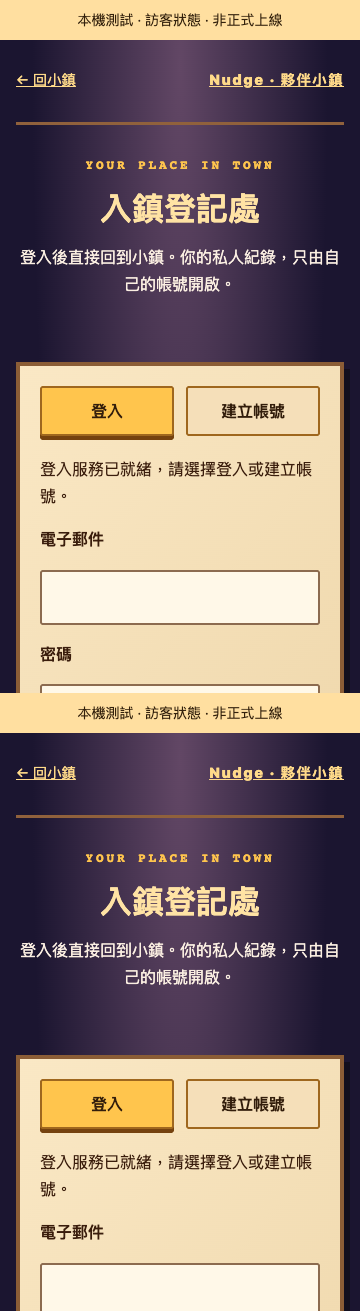 本機測試 · 訪客狀態 · 非正式上線
← 回小鎮
Nudge · 夥伴小鎮
YOUR PLACE IN TOWN
入鎮登記處
登入後直接回到小鎮。你的私人紀錄，只由自
己的帳號開啟。
登入
建立帳號
登入服務已就緒，請選擇登入或建立帳
號。
電子郵件
密碼
本機測試 · 訪客狀態 · 非正式上線
← 回小鎮
Nudge · 夥伴小鎮
YOUR PLACE IN TOWN
入鎮登記處
登入後直接回到小鎮。你的私人紀錄，只由自
己的帳號開啟。
登入
建立帳號
登入服務已就緒，請選擇登入或建立帳
號。
電子郵件